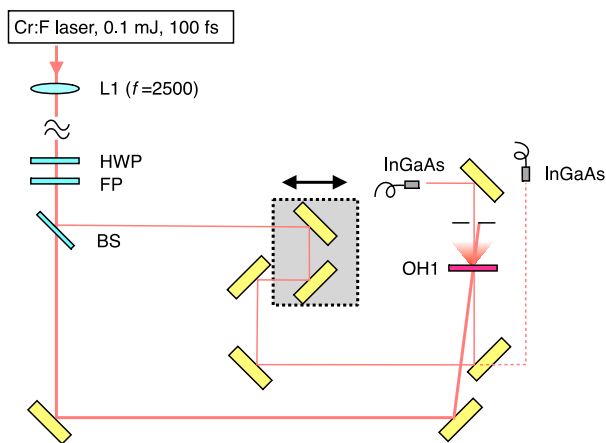 Cr:F laser, 0.1 mJ, 100 fs
L1 (f=2500)
HWP
FP
BS
InGaAs
InGaAs
OH1